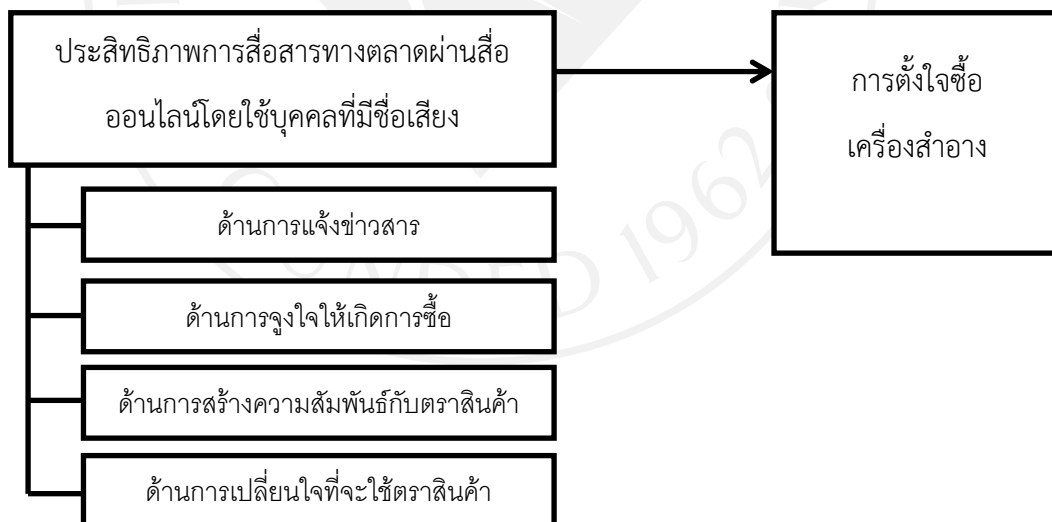 ประสิทธิภาพการสื่อสารทางตลาดผ่านสื่อ
ออนไลน์โดยใช้บุคคลที่มีชื่อเสียง
การตั้งใจซื้อ
เครื่องสำอาง
ด้านการแจ้งข่าวสาร
ด้านการจูงใจให้เกิดการซื้อ
ด้านการสร้างความสัมพันธ์กับตราสินค้า
ด้านการเปลี่ยนใจที่จะใช้ตราสินค้า
1962